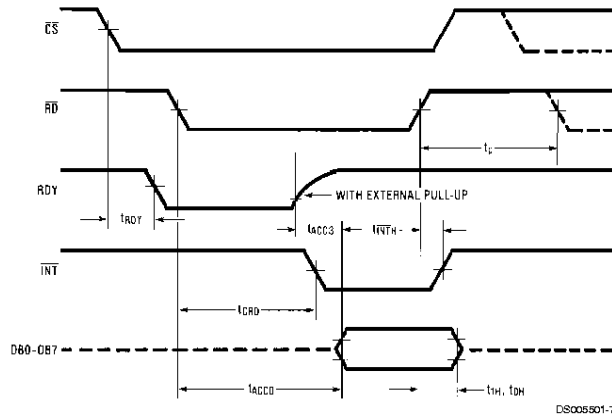 CS
RD
tp
RDY
WITH EXTERNAL PULL-UP
tRDY
tACC3
tINTH
INT
tCRD
DB0-DB7
tACC0
t1H, t0H
DS005501-7